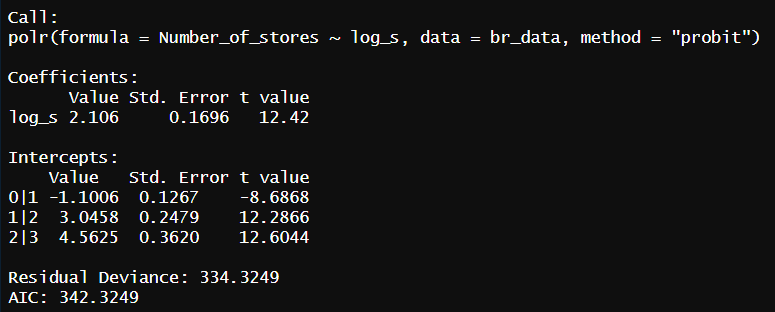 Call:
polr(formula = Number_of_stores ~ log_s, data = br_data, method = "probit")
Coefficients:
Value Std. Error t value
log_s 2.106 0.1696 12.42
Intercepts:
Value Std. Error t value
0|1 -1.1006 0.1267 -8.6868
1|2 3.0458 0.2479 12.2866
2|3 4.5625 0.3620 12.6044
Residual Deviance: 334.3249
AIC: 342.3249